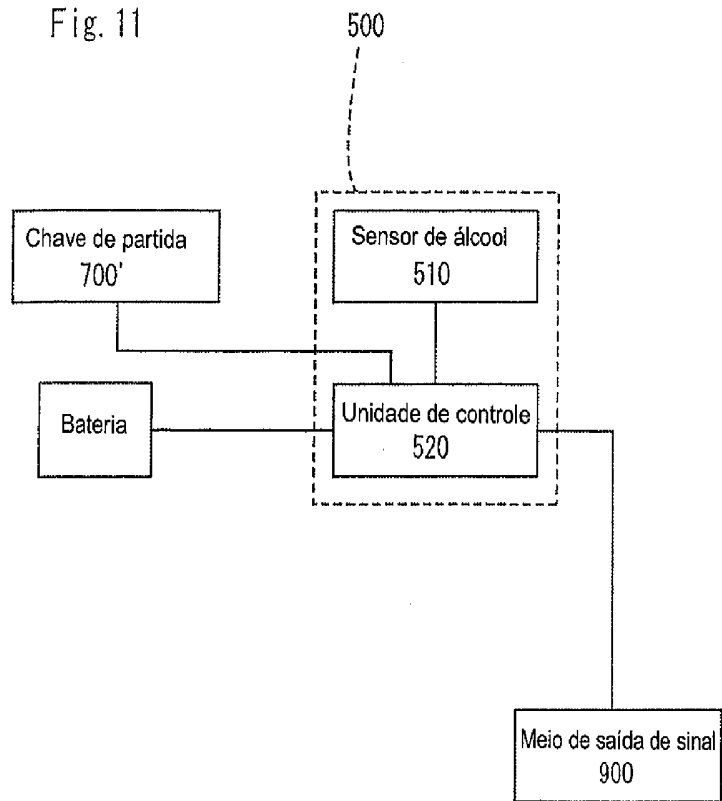 Fig. 11
500
Chave de partida
700'
Sensor de álcool
510
Bateria
Unidade de controle
520
Meio de saída de sinal
900